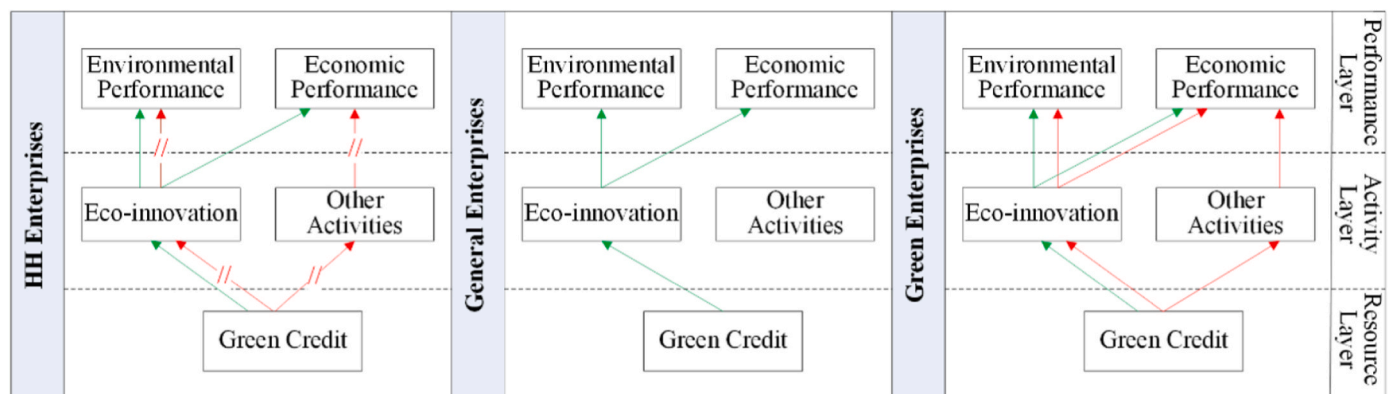 HH Enterprises
Environmental
Performance
Economic
Performance
Eco-innovation
Other
Activities
Green Credit
General Enterprises
Environmental
Performance
Economic
Performance
Eco-innovation
Other
Activities
Green Credit
Green Enterprises
Environmental
Performance
Economic
Performance
Eco-innovation
Other
Activities
Green Credit
Performance
Layer
Activity
Layer
Resource
Layer